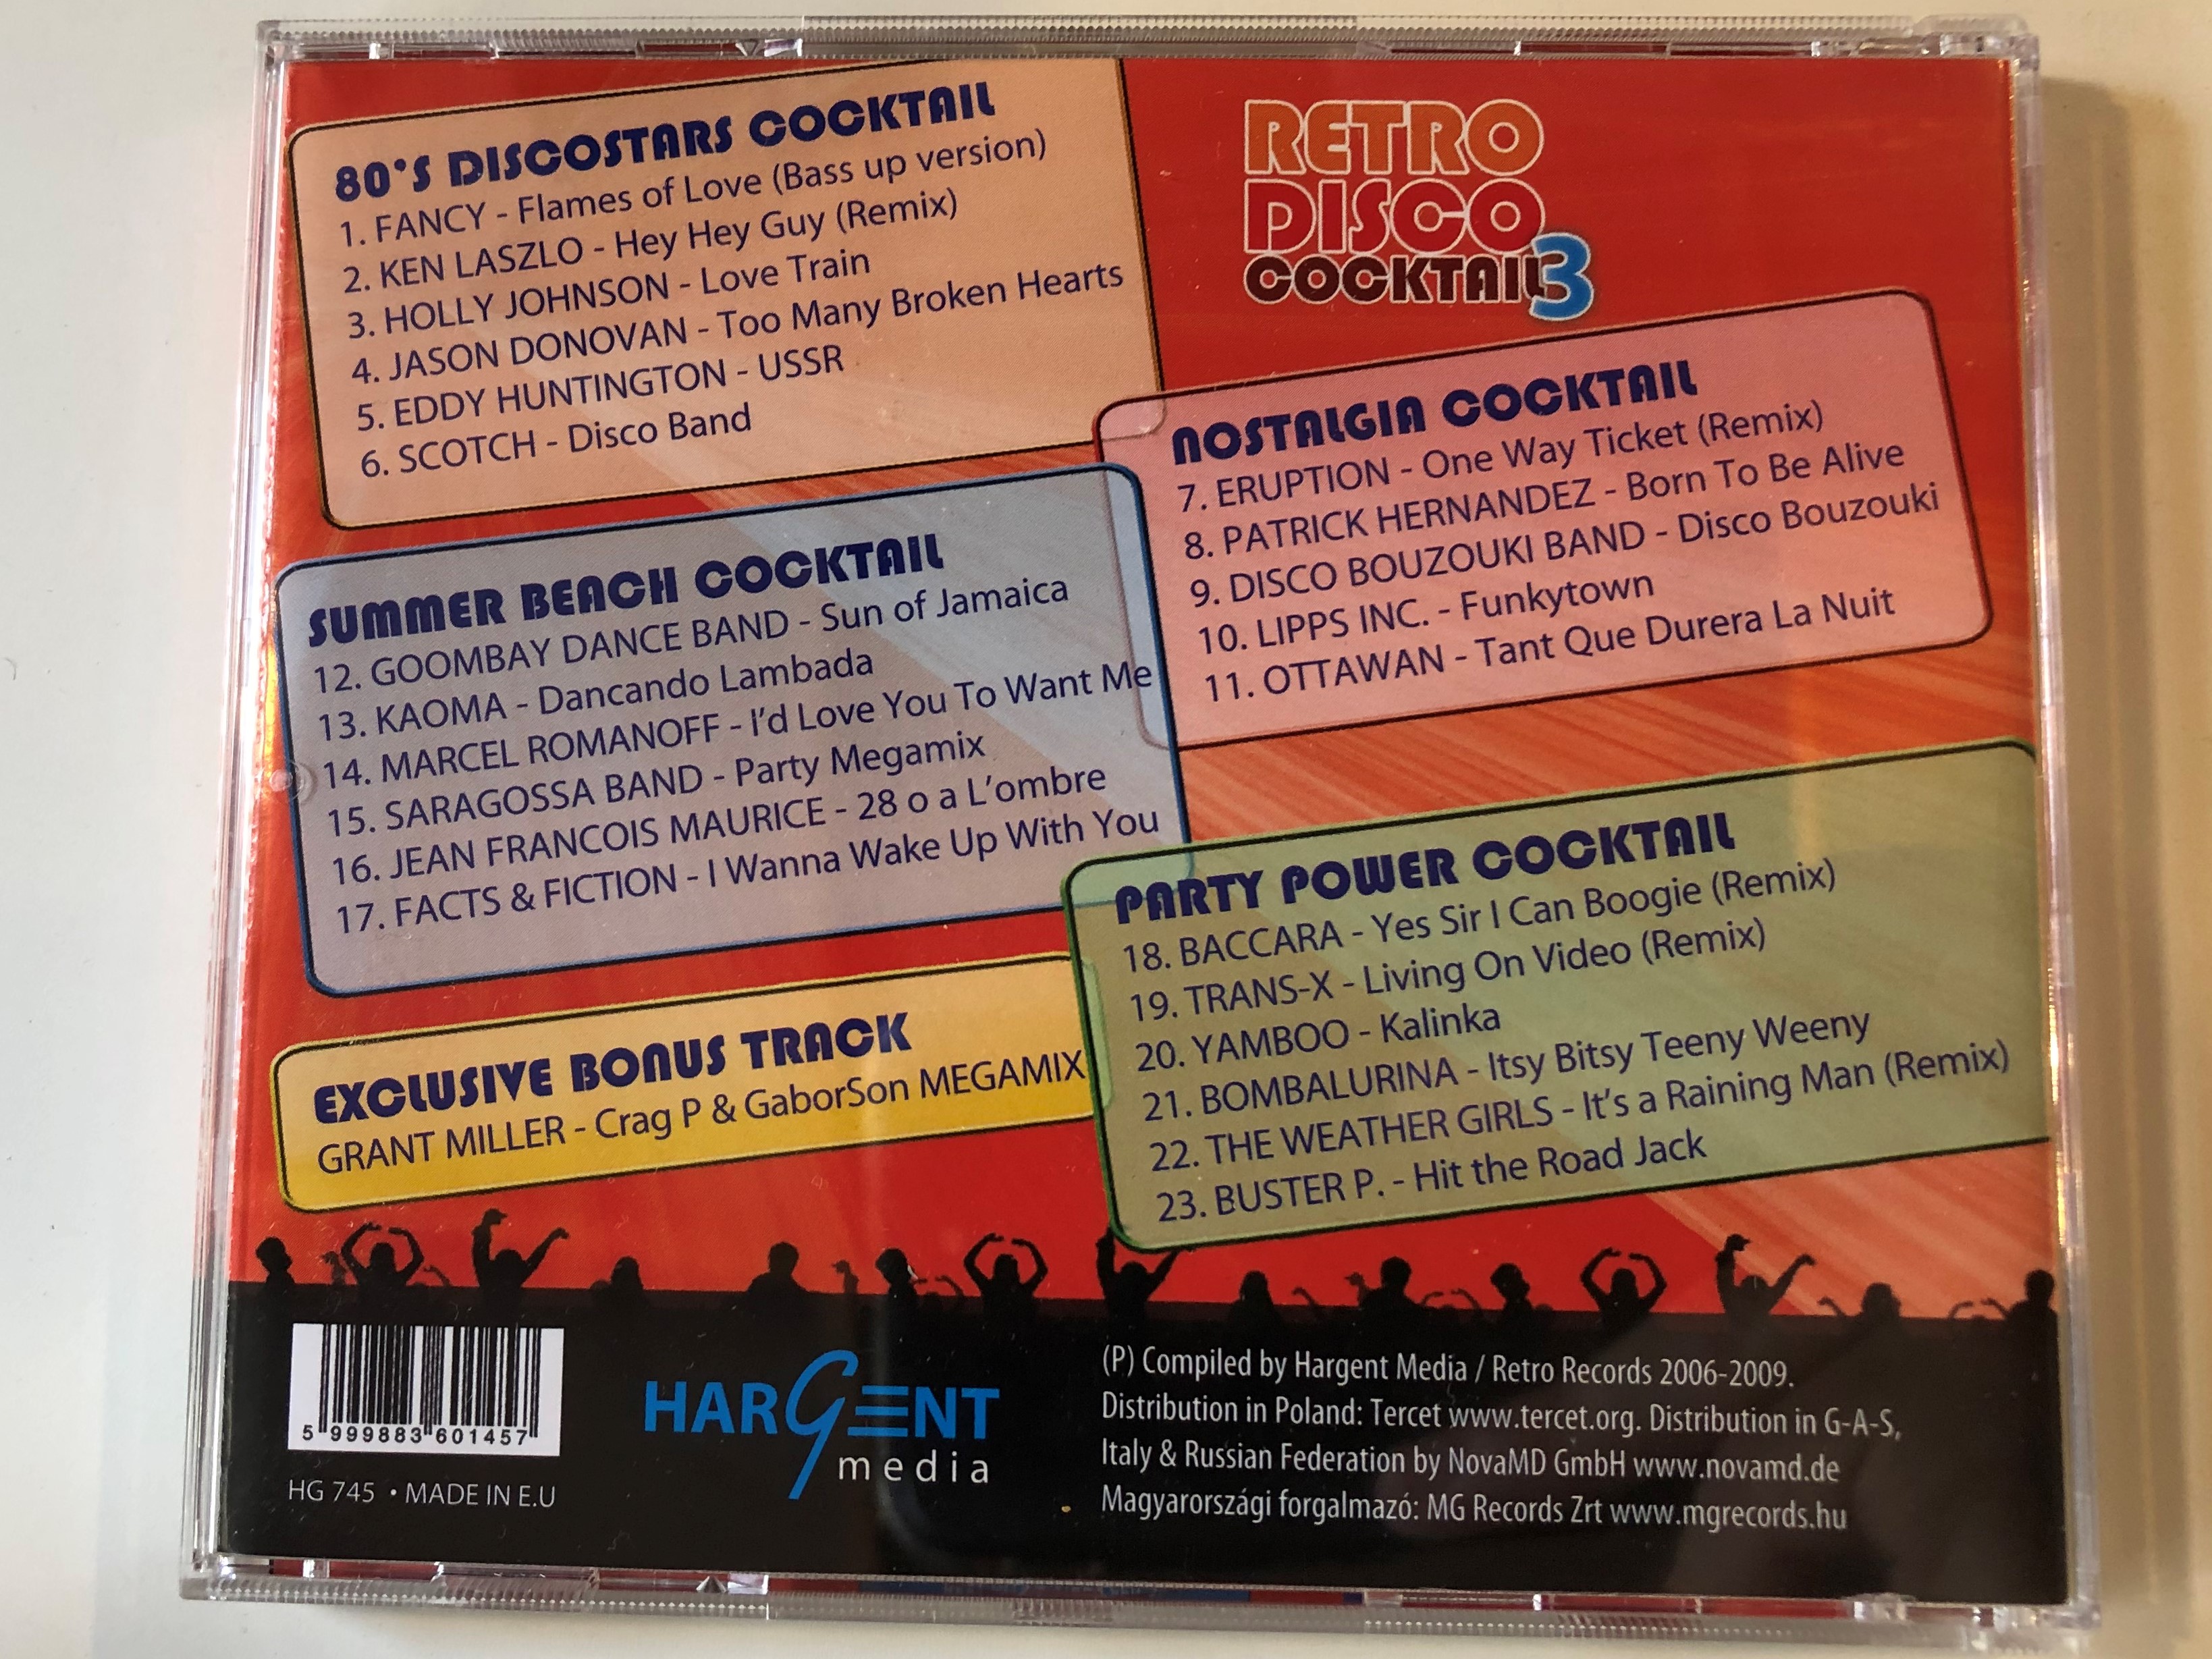 80'S DISCOSTARS COCKTAIL
1. FANCY - Flames of Love (Bass up version)
2. KEN LASZLO - Hey Hey Guy (Remix)
3. HOLLY JOHNSON - Love Train
4. JASON DONOVAN - Too Many Broken Hearts
5. EDDY HUNTINGTON - USSR
6. SCOTCH - Disco Band
RETRO
DISCO
COCKTAIL 3
NOSTALGIA COCKTAIL
7. ERUPTION - One Way Ticket (Remix)
8. PATRICK HERNANDEZ - Born To Be Alive
9. DISCO BOUZOUKI BAND - Disco Bouzouki
10. LIPPS INC. - Funkytown
11. OTTAWAN - Tant Que Durera La Nuit
SUMMER BEACH COCKTAIL
12. GOOMBAY DANCE BAND - Sun of Jamaica
13. KAOMA - Dancando Lambada
14. MARCEL ROMANOFF - I'd Love You To Want Me
15. SARAGOSSA BAND - Party Megamix
16. JEAN FRANCOIS MAURICE - 28 o a L'ombre
17. FACTS & FICTION - I Wanna Wake Up With You
PARTY POWER COCKTAIL
18. BACCARA - Yes Sir I Can Boogie (Remix)
19. TRANS-X - Living On Video (Remix)
20. YAMBOO - Kalinka
21. BOMBALURINA - Itsy Bitsy Teeny Weeny
22. THE WEATHER GIRLS - It's a Raining Man (Remix)
23. BUSTER P. - Hit the Road Jack
EXCLUSIVE BONUS TRACK
GRANT MILLER - Crag P & GaborSon MEGAMIX
5 999883 601457
HG 745 • MADE IN E.U
HARGENT
media
(P) Compiled by Hargent Media / Retro Records 2006-2009.
Distribution in Poland: Tercet www.tercet.org. Distribution in G-A-S,
Italy & Russian Federation by NovaMD GmbH www.novamd.de
Magyarországi forgalmazó: MG Records Zrt www.mgrecords.hu